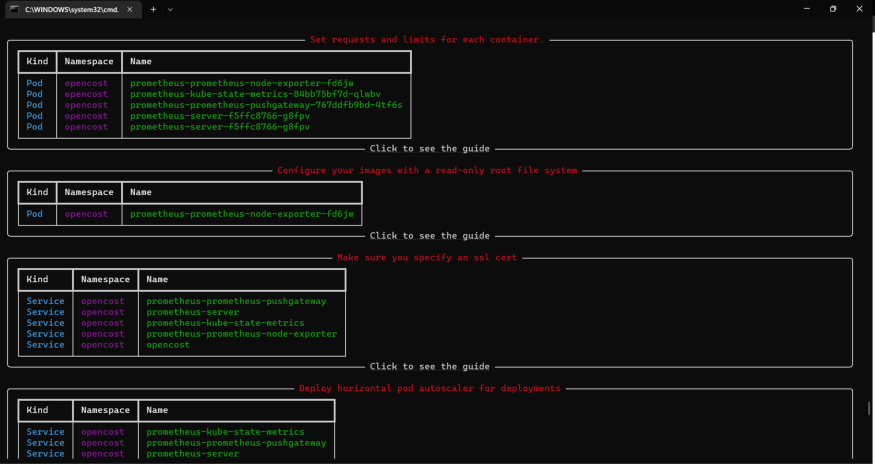 C:\WINDOWS\system32\cmd.
Set requests and limits for each container.
Kind Namespace Name
Pod opencost prometheus-prometheus-node-exporter-fd6jw
Pod opencost prometheus-kube-state-metrics-84bb75bf7d-qlwbv
Pod opencost prometheus-prometheus-pushgateway-767ddfb9bd-4tf6s
Pod opencost prometheus-server-f5ffc8766-g8fpv
Pod opencost prometheus-server-f5ffc8766-g8fpv
Click to see the guide
Configure your images with a read-only root file system
Kind Namespace Name
Pod opencost prometheus-prometheus-node-exporter-fd6jw
Click to see the guide
Make sure you specify an ssl cert
Kind Namespace Name
Service opencost prometheus-prometheus-pushgateway
Service opencost prometheus-server
Service opencost prometheus-kube-state-metrics
Service opencost prometheus-prometheus-node-exporter
Service opencost opencost
Click to see the guide
Deploy horizontal pod autoscaler for deployments
Kind Namespace Name
Service opencost prometheus-kube-state-metrics
Service opencost prometheus-prometheus-pushgateway
Service opencost prometheus-server